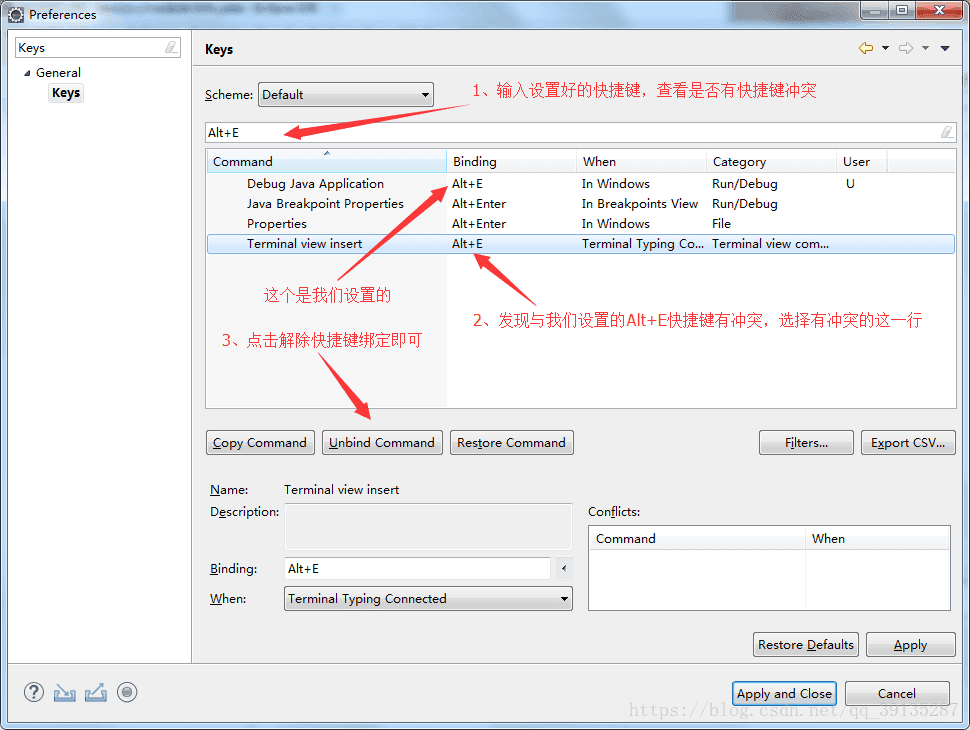 Preferences
Keys
General
Keys
Keys
Scheme: Default
1、输入设置好的快捷键，查看是否有快捷键冲突
Alt+E
Command Binding When Category User
Debug Java Application Alt+E In Windows Run/Debug U
Java Breakpoint Properties Alt+Enter In Breakpoints View Run/Debug
Properties Alt+Enter In Windows File
Terminal view insert Alt+E Terminal Typing Co... Terminal view com...
这个是我们设置的
2、发现与我们设置的Alt+E快捷键有冲突，选择有冲突的这一行
3、点击解除快捷键绑定即可
Copy Command Unbind Command Restore Command Filters... Export CSV...
Name: Terminal view insert
Description:
Conflicts:
Command When
Binding: Alt+E
When: Terminal Typing Connected
Restore Defaults Apply
Apply and Close Cancel
https://blog.csdn.net/qq_39135287